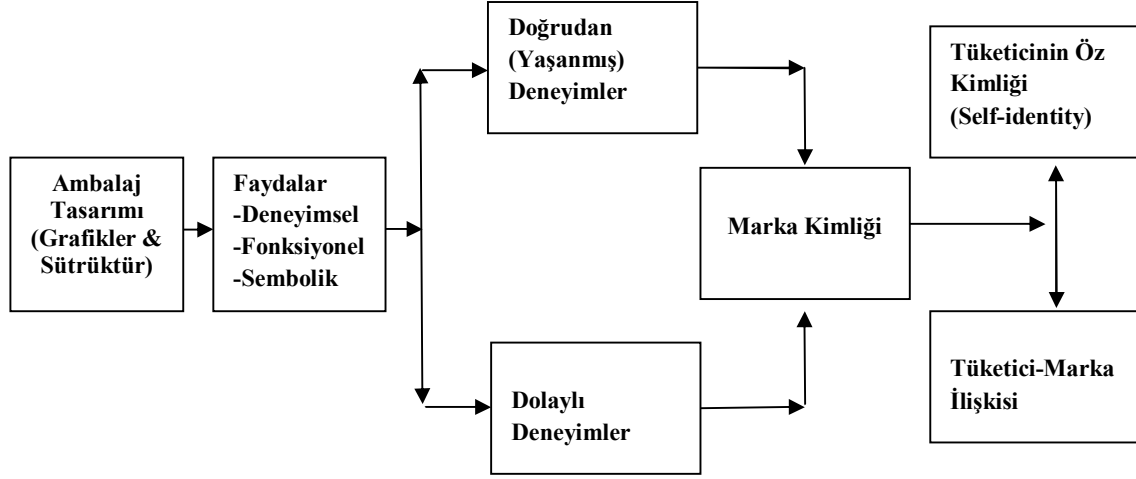 Ambalaj
Tasarımı
(Grafikler &
Sütrüktür)
Faydalar
-Deneyimsel
-Fonksiyonel
-Sembolik
Doğrudan
(Yaşanmış)
Deneyimler
Dolaylı
Deneyimler
Marka Kimliği
Tüketicinin Öz
Kimliği
(Self-identity)
Tüketici-Marka
İlişkisi